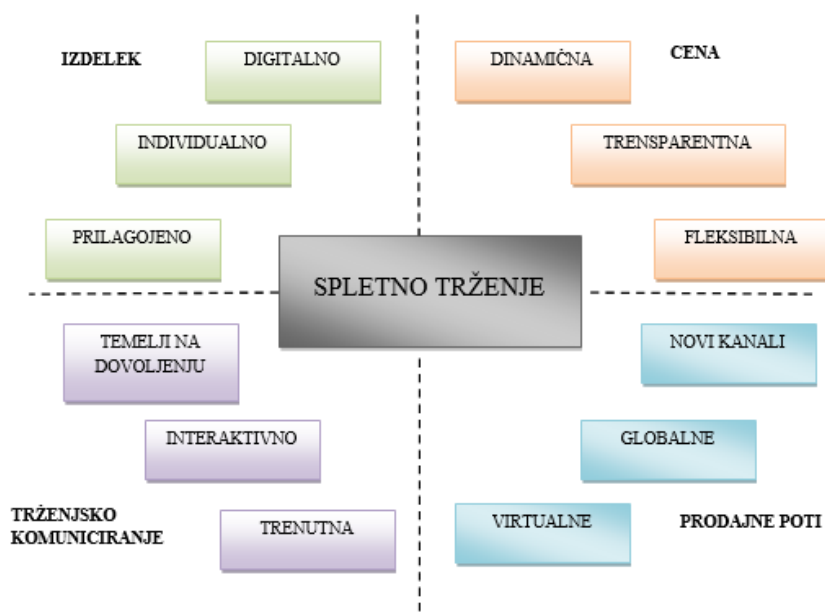 IZDELEK
DIGITALNO
INDIVIDUALNO
PRILAGOJENO
CENA
DINAMIČNA
TRENSPARENTNA
FLEKSIBILNA
SPLETNO TRŽENJE
TEMELJI NA
DOVOLJENJU
INTERAKTIVNO
TRENUTNA
TRŽENJSKO
KOMUNICIRANJE
NOVI KANALI
GLOBALNE
VIRTUALNE
PRODAJNE POTI